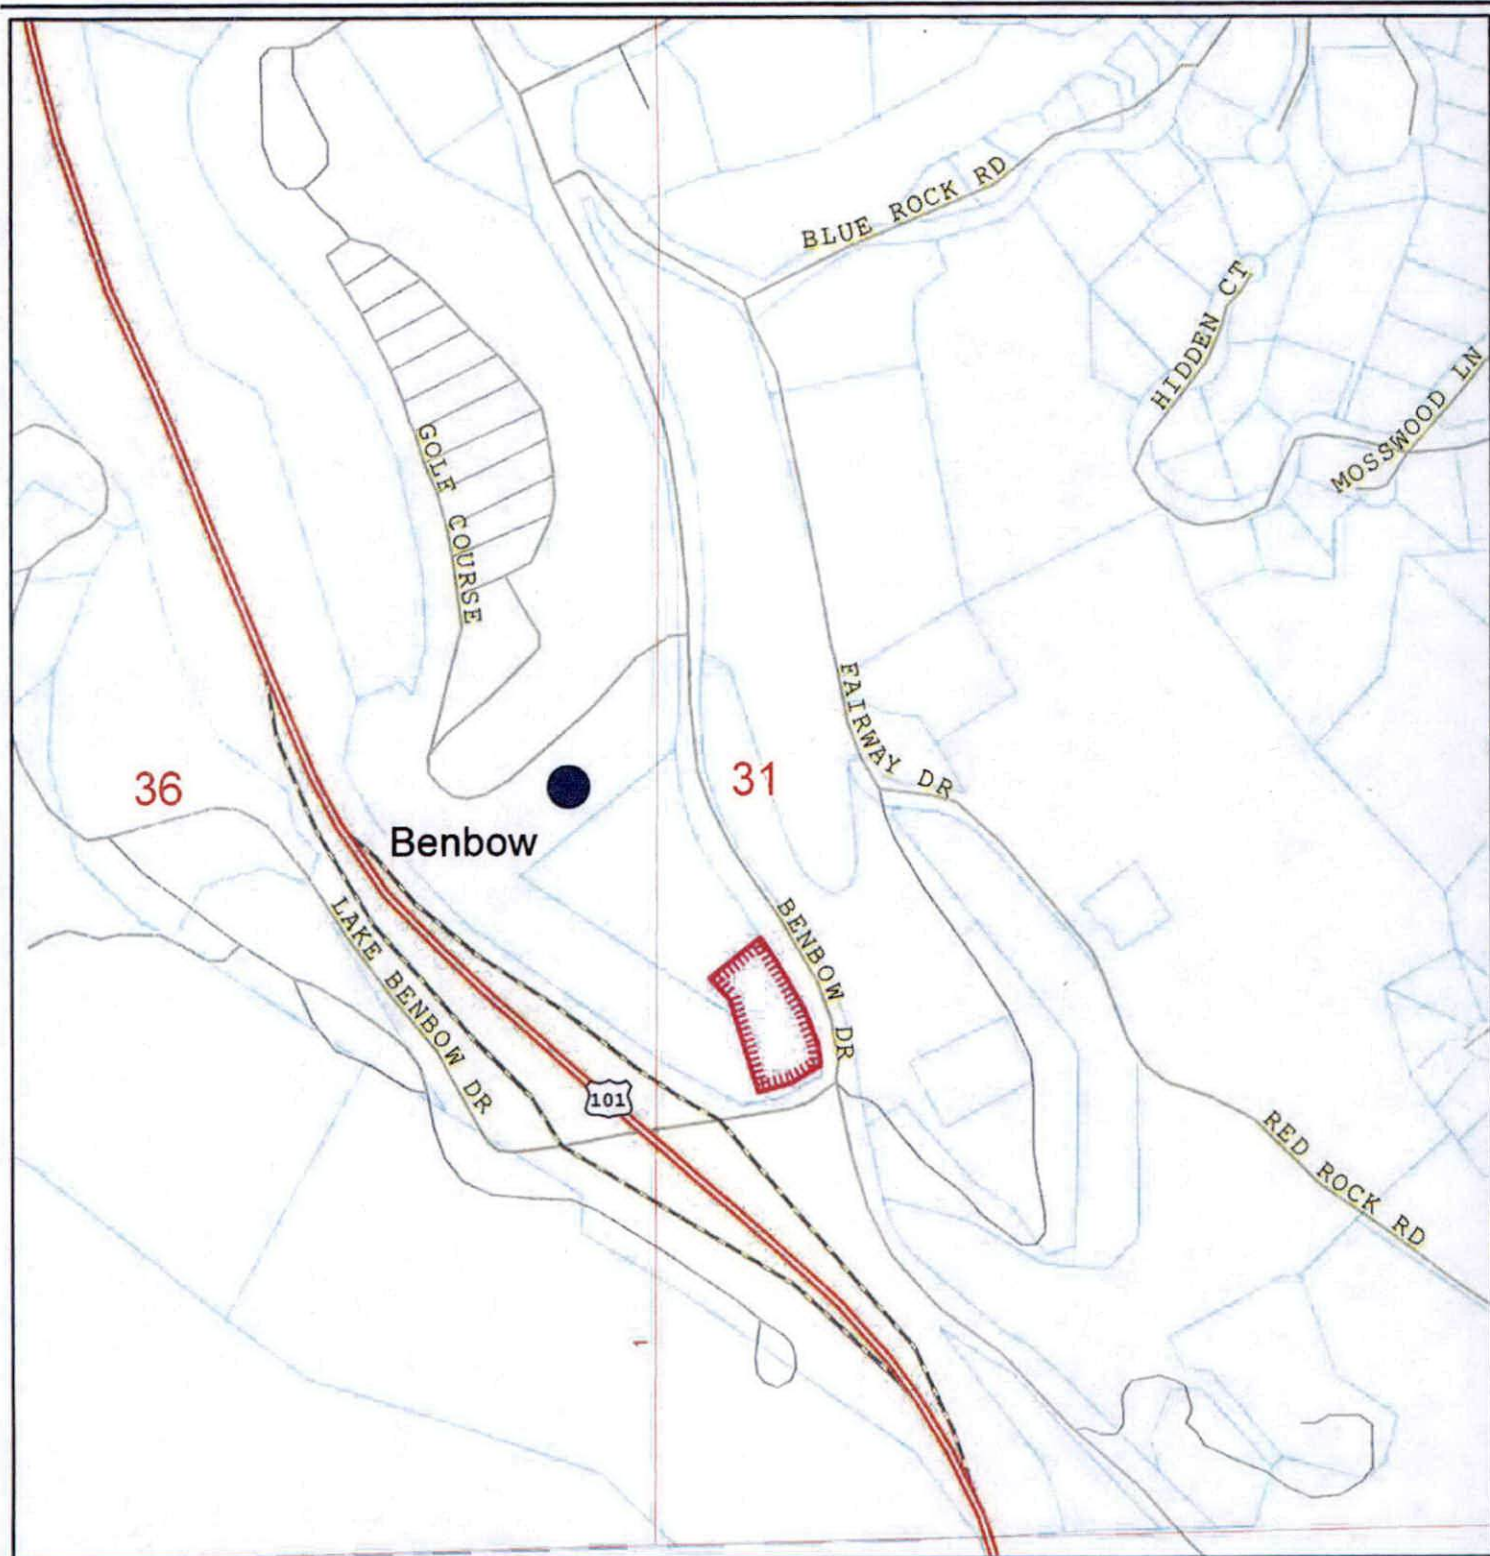 BLUE ROCK RD
HIDDEN CT
MOSSWOOD LN
GOLF COURSE
FAIRWAY DR
36
31
Benbow
LAKE BENBOW DR
BENBOW DR
101
RED ROCK RD
1